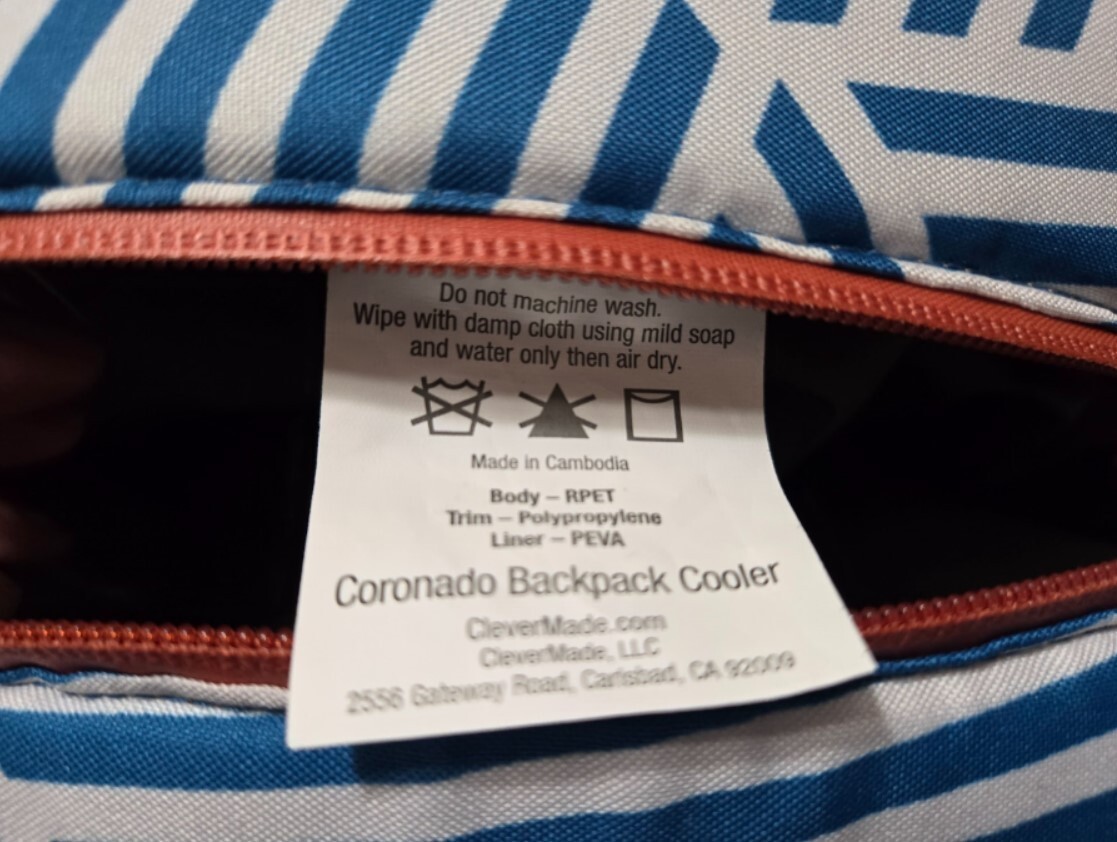 Do not machine wash.
Wipe with damp cloth using mild soap
and water only then air dry.
Made in Cambodia
Body – RPET
Trim – Polypropylene
Liner – PEVA
Coronado Backpack Cooler
CleverMade.com
CleverMade, LLC
2556 Gateway Road, Carlsbad, CA 92009